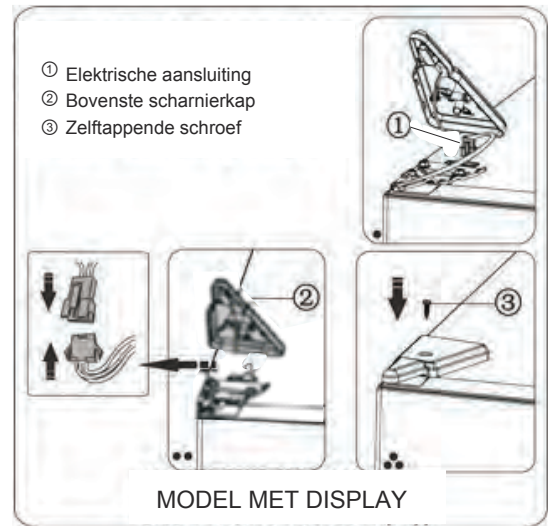 ① Elektrische aansluiting
② Bovenste scharnierkap
③ Zelftappende schroef
①
②
③
MODEL MET DISPLAY